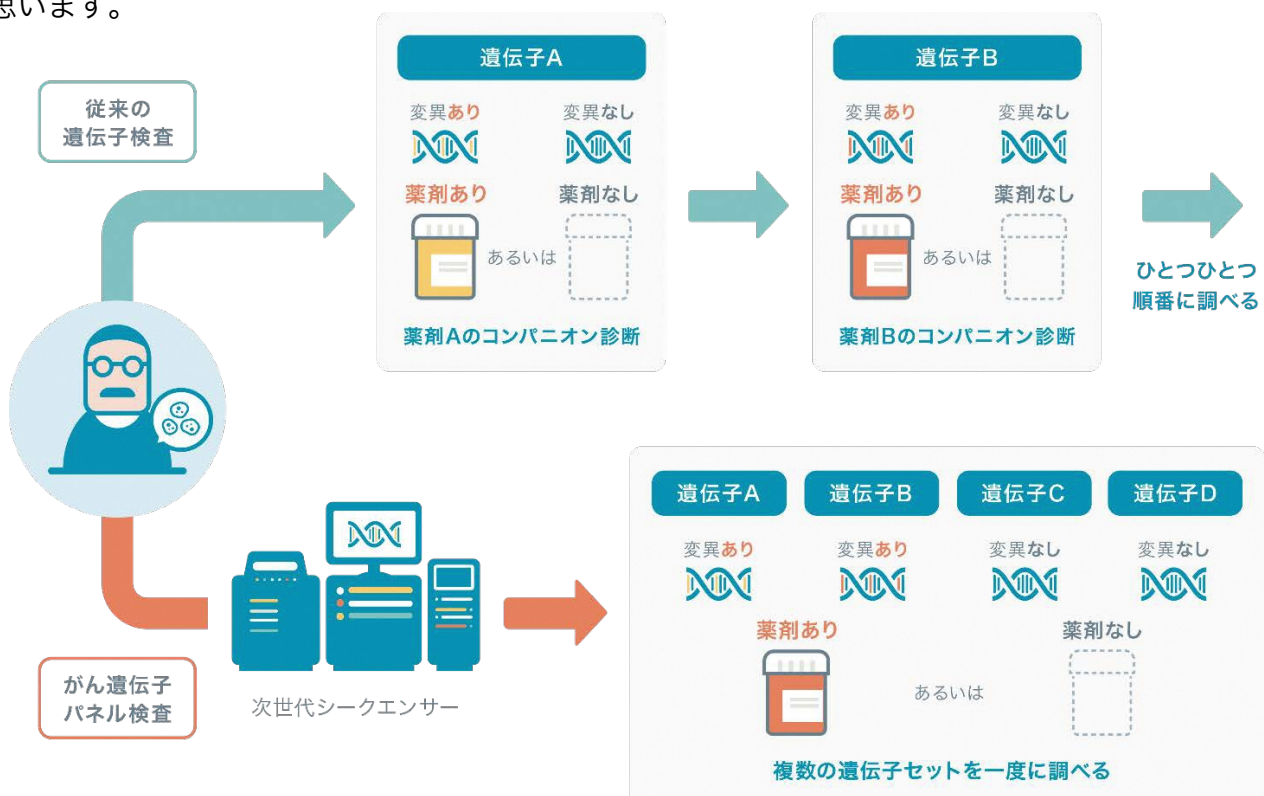 思います。
従来の
遺伝子検査
遺伝子A
変異あり
変異なし
薬剤あり
薬剤なし
あるいは
薬剤Aのコンパニオン診断
遺伝子B
変異あり
変異なし
薬剤あり
薬剤なし
あるいは
薬剤Bのコンパニオン診断
ひとつひとつ
順番に調べる
がん遺伝子
パネル検査
次世代シークエンサー
遺伝子A
遺伝子B
遺伝子C
遺伝子D
変異あり
変異あり
変異なし
変異なし
薬剤あり
薬剤なし
あるいは
複数の遺伝子セットを一度に調べる